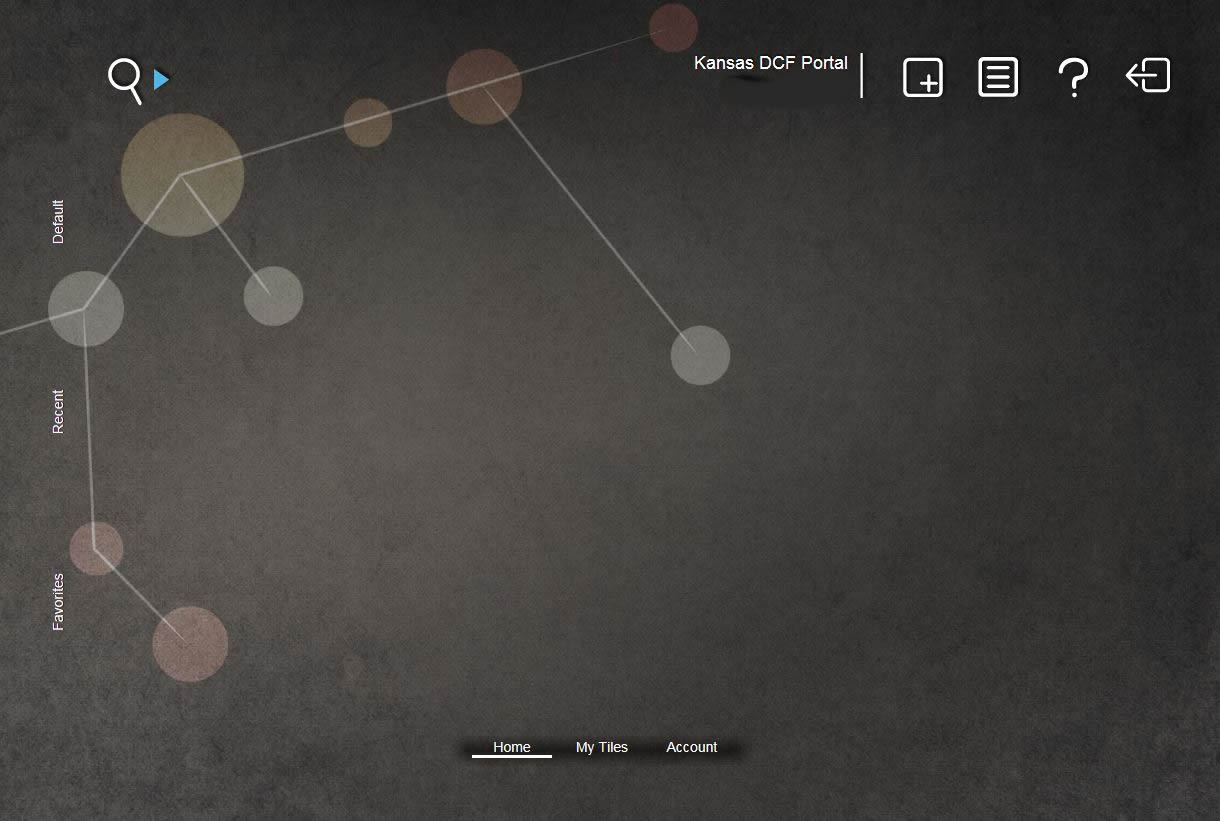 Kansas DCF Portal
Default
Recent
Favorites
Home
My Tiles
Account